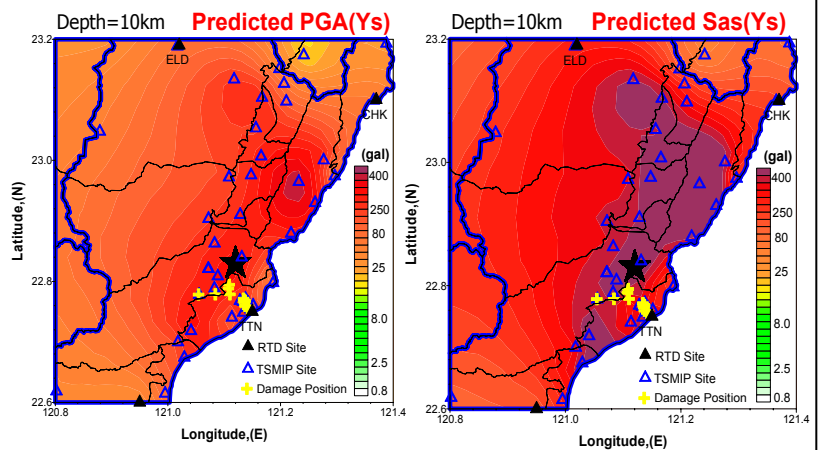 Depth=10km Predicted PGA(Ys)
23.2
23.0
22.8
22.6
Latitude,(N)
120.8 121.0 121.2 121.4
Longitude,(E)
ELD
CHK
TTN
(gal)
400
250
80
25
8.0
2.5
0.8
RTD Site
TSMIP Site
Damage Position
Depth=10km Predicted Sas(Ys)
23.2
23.0
22.8
22.6
Latitude,(N)
120.8 121.0 121.2 121.4
Longitude,(E)
ELD
CHK
TTN
(gal)
400
250
80
25
8.0
2.5
0.8
RTD Site
TSMIP Site
Damage Position